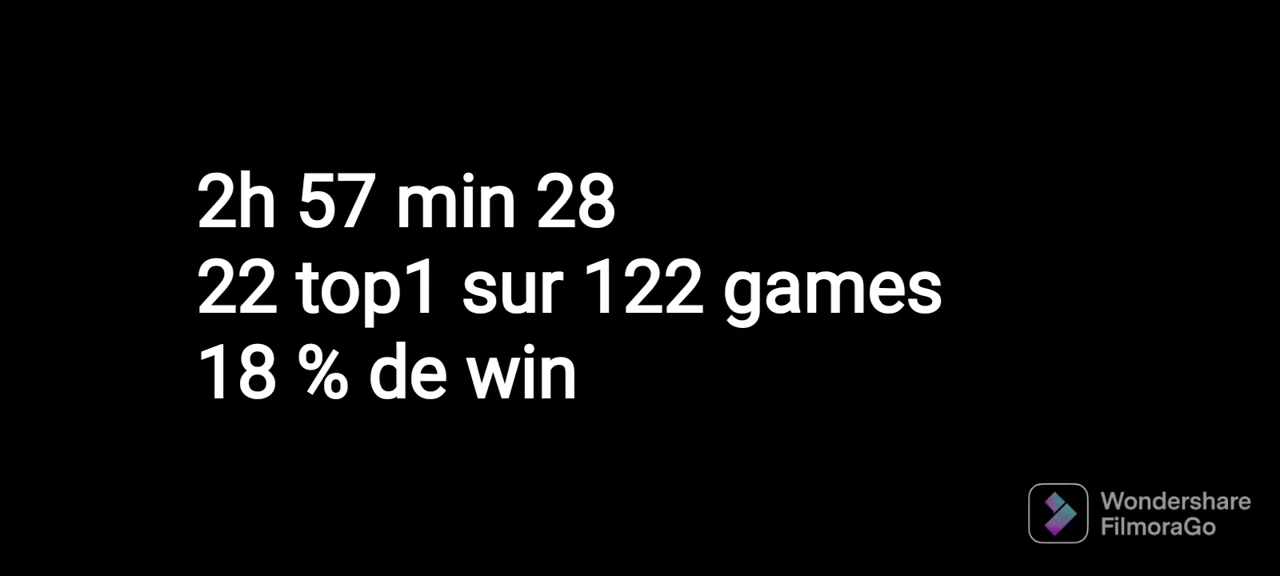 2h 57 min 28
22 top1 sur 122 games
18 % de win
Wondershare
FilmoraGo